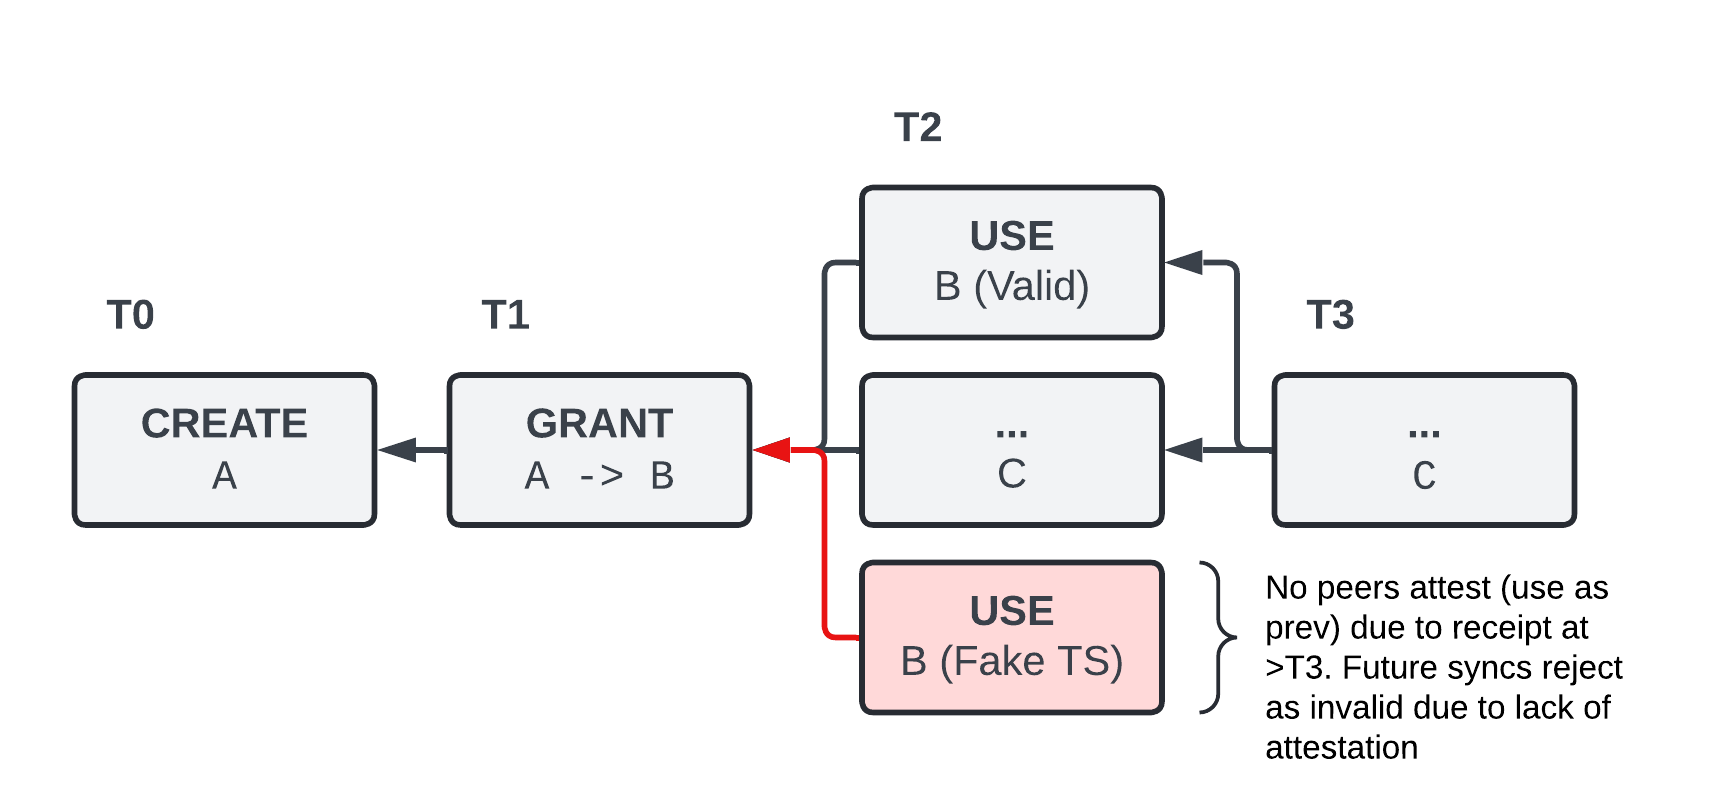 T2
USE
B (Valid)
T0
T1
T3
CREATE
A
GRANT
A -> B
...
C
...
C
USE
B (Fake TS)
No peers attest (use as
prev) due to receipt at
>T3. Future syncs reject
as invalid due to lack of
attestation